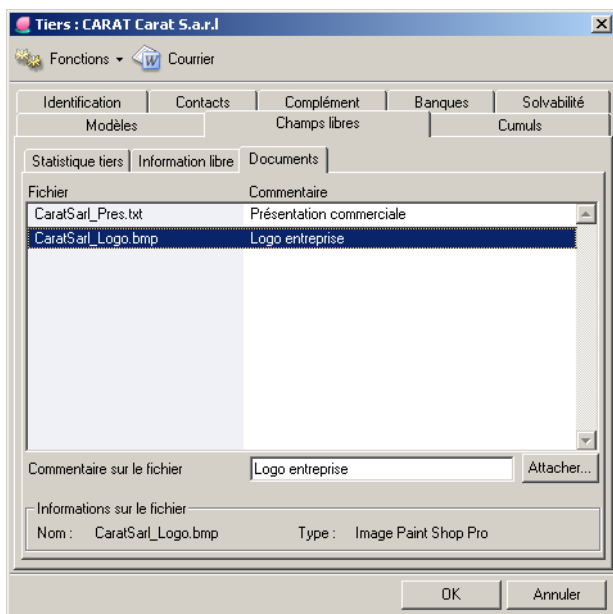 Tiers : CARAT Carat S.a.r.l
Fonctions Courrier
Identification Contacts Complément Banques Solvabilité
Modèles Champs libres Cumuls
Statistique tiers Information libre Documents
Fichier Commentaire
CaratSarl_Pres.txt Présentation commerciale
CaratSarl_Logo.bmp Logo entreprise
Commentaire sur le fichier Logo entreprise Attacher...
Informations sur le fichier
Nom : CaratSarl_Logo.bmp Type : Image Paint Shop Pro
OK Annuler